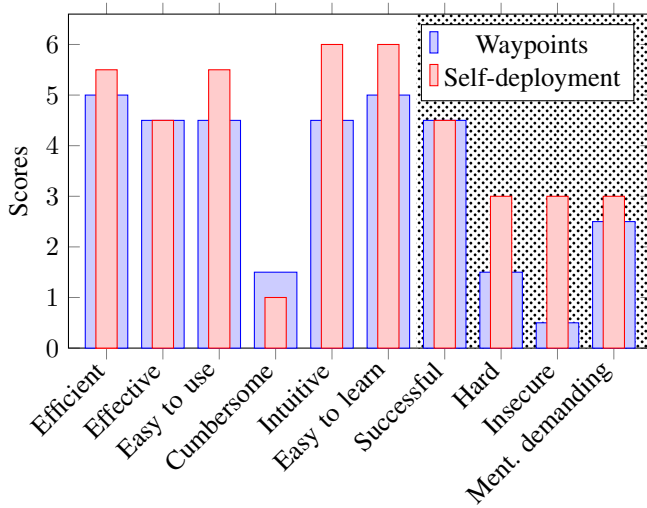 Waypoints
Self-deployment
Scores
6
5
4
3
2
1
0
Efficient
Effective
Easy to use
Cumbersome
Intuitive
Easy to learn
Successful
Hard
Insecure
Ment. demanding